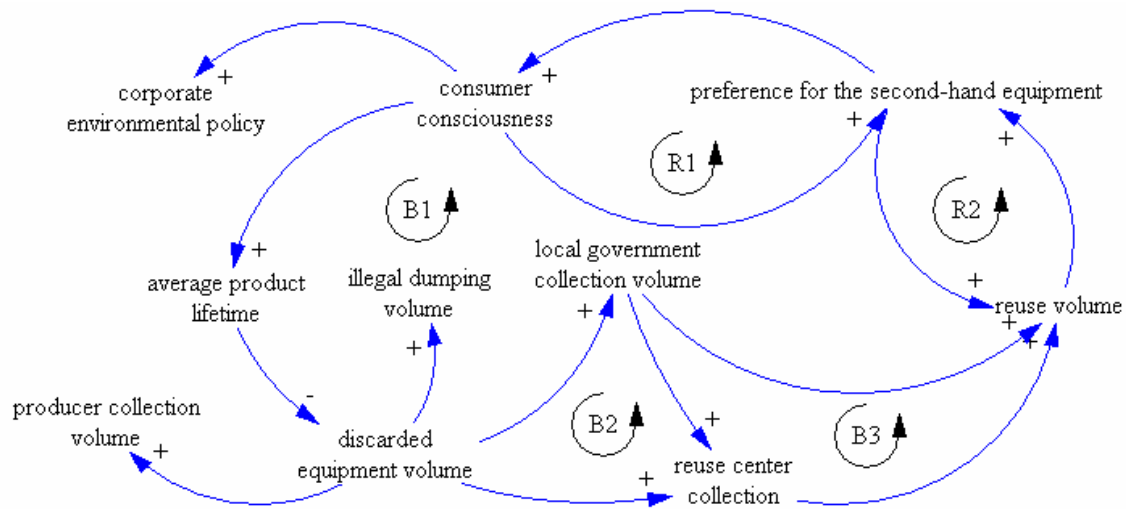 +
+
corporate
environmental policy
consumer
consciousness
preference for the second-hand equipment
+
+
R1
B1
R2
+
local government
collection volume
average product
lifetime
illegal dumping
volume
+
reuse volume
+
+
+
+
-
producer collection
volume
+
discarded
equipment volume
B2
+
B3
+
reuse center
collection